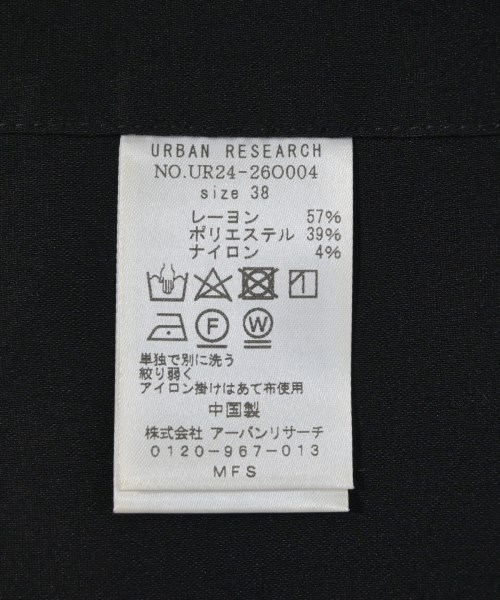 URBAN RESEARCH
NO.UR24-26O004
size 38
レーヨン 57%
ポリエステル 39%
ナイロン 4%
F W
単独で別に洗う
絞り弱く
アイロン掛けはあて布使用
中国製
株式会社 アーバンリサーチ
0120-967-013
MFS